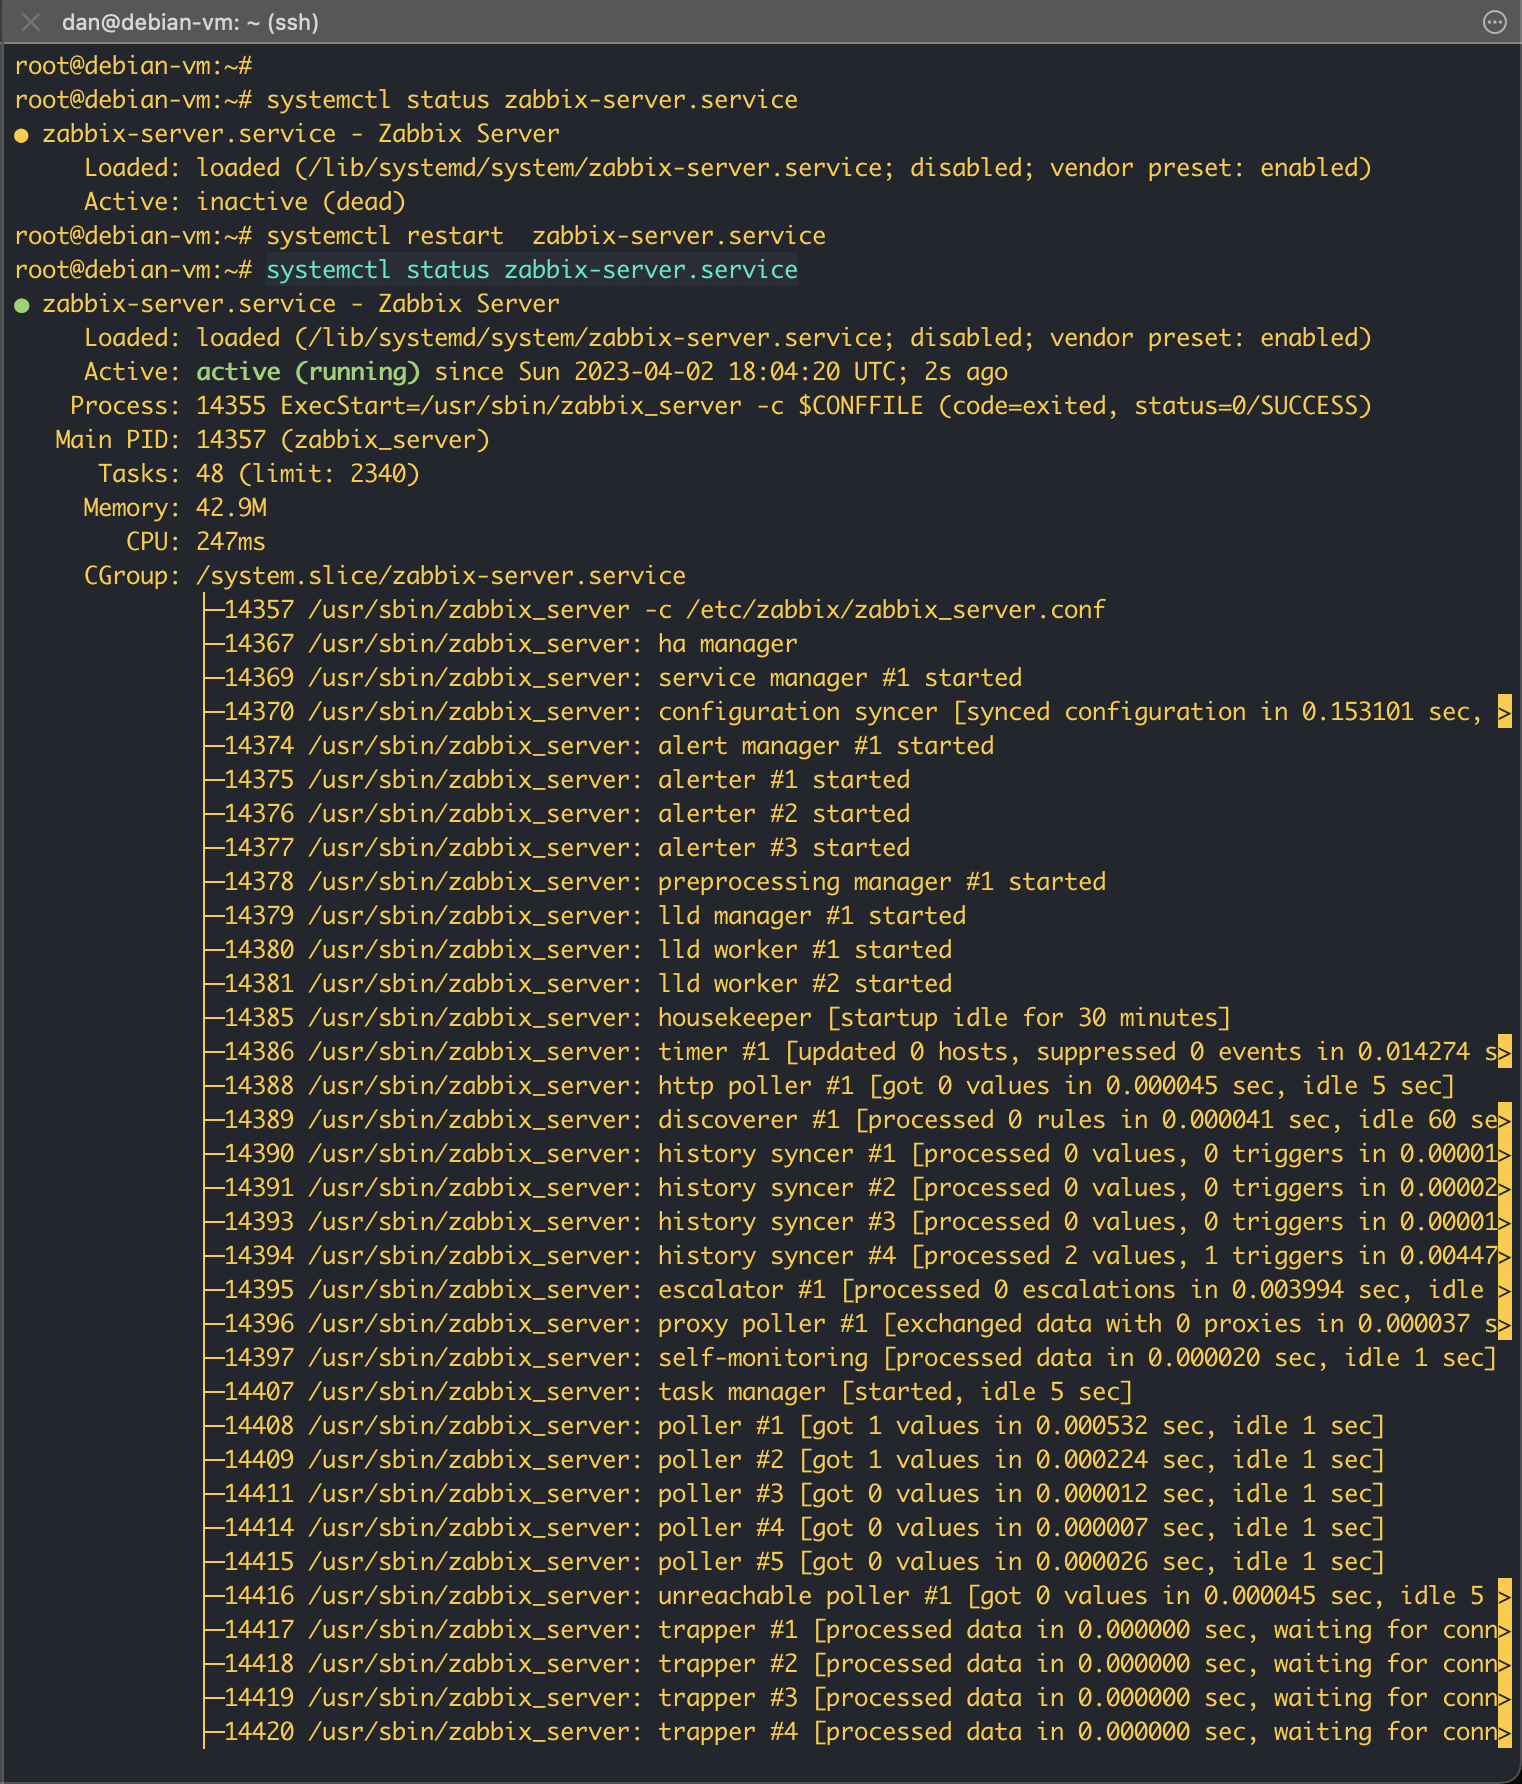 dan@debian-vm: ~ (ssh)
root@debian-vm:~#
root@debian-vm:~# systemctl status zabbix-server.service
● zabbix-server.service - Zabbix Server
     Loaded: loaded (/lib/systemd/system/zabbix-server.service; disabled; vendor preset: enabled)
     Active: inactive (dead)
root@debian-vm:~# systemctl restart  zabbix-server.service
root@debian-vm:~# systemctl status zabbix-server.service
● zabbix-server.service - Zabbix Server
     Loaded: loaded (/lib/systemd/system/zabbix-server.service; disabled; vendor preset: enabled)
     Active: active (running) since Sun 2023-04-02 18:04:20 UTC; 2s ago
    Process: 14355 ExecStart=/usr/sbin/zabbix_server -c $CONFFILE (code=exited, status=0/SUCCESS)
   Main PID: 14357 (zabbix_server)
      Tasks: 48 (limit: 2340)
     Memory: 42.9M
        CPU: 247ms
     CGroup: /system.slice/zabbix-server.service
             ├─14357 /usr/sbin/zabbix_server -c /etc/zabbix/zabbix_server.conf
             ├─14367 /usr/sbin/zabbix_server: ha manager
             ├─14369 /usr/sbin/zabbix_server: service manager #1 started
             ├─14370 /usr/sbin/zabbix_server: configuration syncer [synced configuration in 0.153101 sec, >
             ├─14374 /usr/sbin/zabbix_server: alert manager #1 started
             ├─14375 /usr/sbin/zabbix_server: alerter #1 started
             ├─14376 /usr/sbin/zabbix_server: alerter #2 started
             ├─14377 /usr/sbin/zabbix_server: alerter #3 started
             ├─14378 /usr/sbin/zabbix_server: preprocessing manager #1 started
             ├─14379 /usr/sbin/zabbix_server: lld manager #1 started
             ├─14380 /usr/sbin/zabbix_server: lld worker #1 started
             ├─14381 /usr/sbin/zabbix_server: lld worker #2 started
             ├─14385 /usr/sbin/zabbix_server: housekeeper [startup idle for 30 minutes]
             ├─14386 /usr/sbin/zabbix_server: timer #1 [updated 0 hosts, suppressed 0 events in 0.014274 s>
             ├─14388 /usr/sbin/zabbix_server: http poller #1 [got 0 values in 0.000045 sec, idle 5 sec]
             ├─14389 /usr/sbin/zabbix_server: discoverer #1 [processed 0 rules in 0.000041 sec, idle 60 se>
             ├─14390 /usr/sbin/zabbix_server: history syncer #1 [processed 0 values, 0 triggers in 0.00001>
             ├─14391 /usr/sbin/zabbix_server: history syncer #2 [processed 0 values, 0 triggers in 0.00002>
             ├─14393 /usr/sbin/zabbix_server: history syncer #3 [processed 0 values, 0 triggers in 0.00001>
             ├─14394 /usr/sbin/zabbix_server: history syncer #4 [processed 2 values, 1 triggers in 0.00447>
             ├─14395 /usr/sbin/zabbix_server: escalator #1 [processed 0 escalations in 0.003994 sec, idle >
             ├─14396 /usr/sbin/zabbix_server: proxy poller #1 [exchanged data with 0 proxies in 0.000037 s>
             ├─14397 /usr/sbin/zabbix_server: self-monitoring [processed data in 0.000020 sec, idle 1 sec]
             ├─14407 /usr/sbin/zabbix_server: task manager [started, idle 5 sec]
             ├─14408 /usr/sbin/zabbix_server: poller #1 [got 1 values in 0.000532 sec, idle 1 sec]
             ├─14409 /usr/sbin/zabbix_server: poller #2 [got 1 values in 0.000224 sec, idle 1 sec]
             ├─14411 /usr/sbin/zabbix_server: poller #3 [got 0 values in 0.000012 sec, idle 1 sec]
             ├─14414 /usr/sbin/zabbix_server: poller #4 [got 0 values in 0.000007 sec, idle 1 sec]
             ├─14415 /usr/sbin/zabbix_server: poller #5 [got 0 values in 0.000026 sec, idle 1 sec]
             ├─14416 /usr/sbin/zabbix_server: unreachable poller #1 [got 0 values in 0.000045 sec, idle 5 >
             ├─14417 /usr/sbin/zabbix_server: trapper #1 [processed data in 0.000000 sec, waiting for conn>
             ├─14418 /usr/sbin/zabbix_server: trapper #2 [processed data in 0.000000 sec, waiting for conn>
             ├─14419 /usr/sbin/zabbix_server: trapper #3 [processed data in 0.000000 sec, waiting for conn>
             ├─14420 /usr/sbin/zabbix_server: trapper #4 [processed data in 0.000000 sec, waiting for conn>